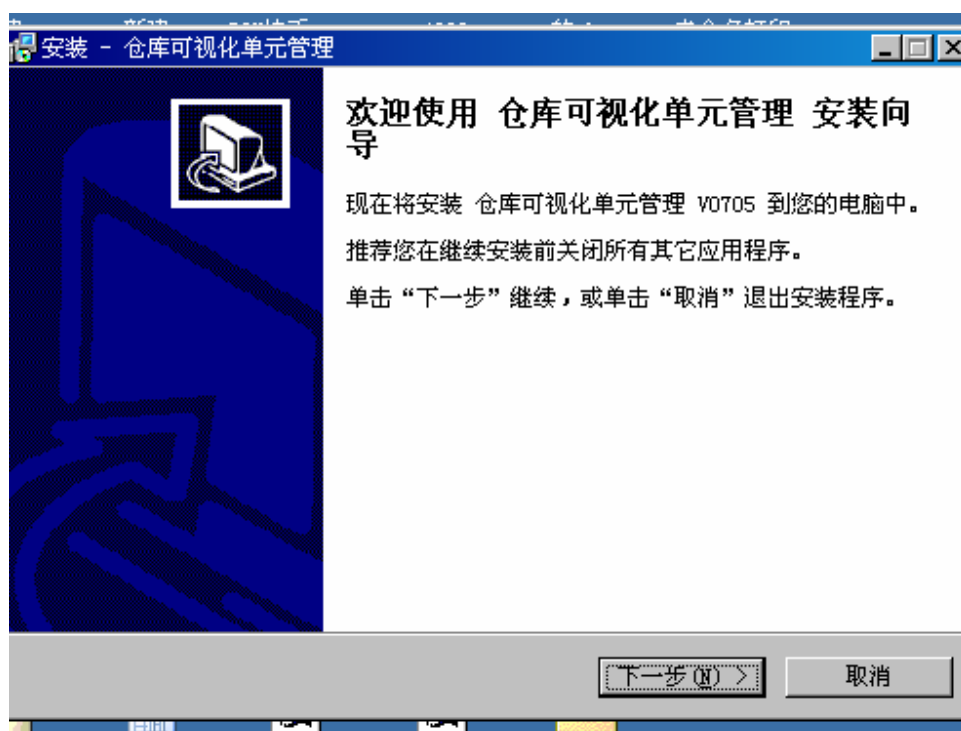 安装 - 仓库可视化单元管理
欢迎使用 仓库可视化单元管理 安装向
导
现在将安装 仓库可视化单元管理 V0705 到您的电脑中。
推荐您在继续安装前关闭所有其它应用程序。
单击“下一步”继续，或单击“取消”退出安装程序。
下一步(N) >
取消